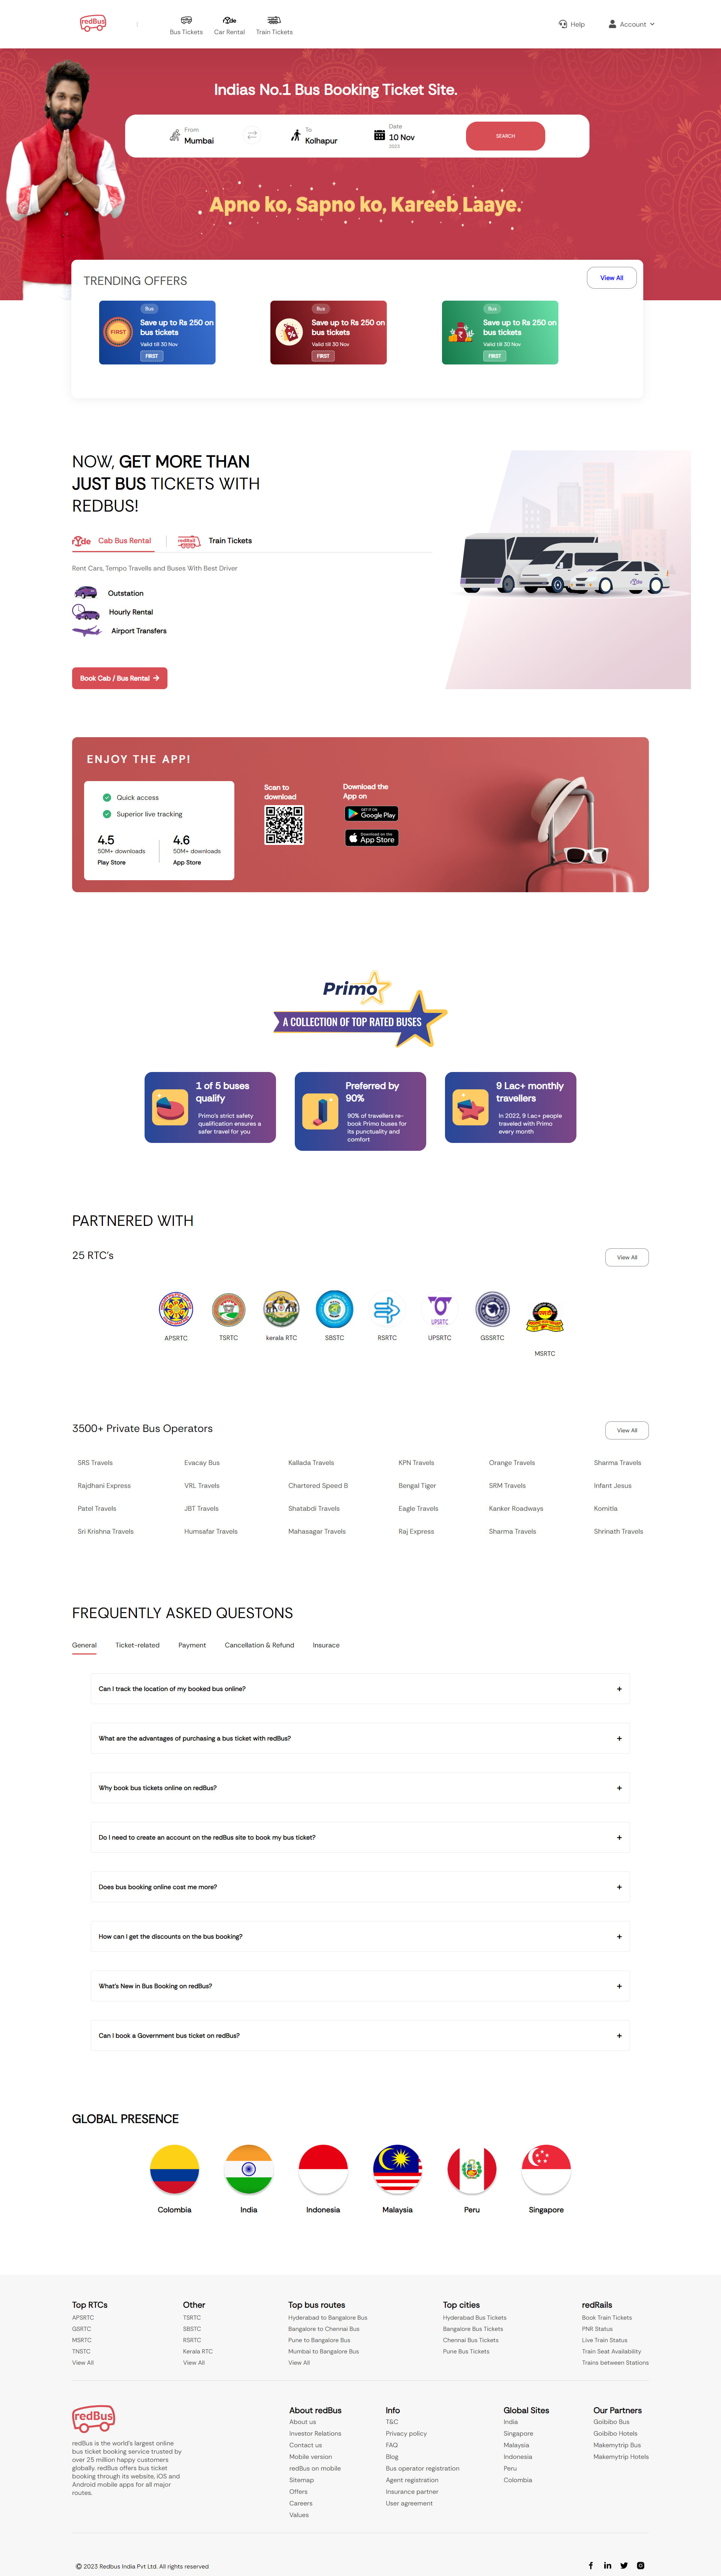 redBus
Bus Tickets
Car Rental
Train Tickets
Help
Account
Indias No.1 Bus Booking Ticket Site.
From
Mumbai
To
Kolhapur
Date
10 Nov
2023
SEARCH
Apno ko, Sapno ko, Kareeb Laaye.
TRENDING OFFERS
View All
Bus
FIRST
Save up to Rs 250 on
bus tickets
Valid till 30 Nov
FIRST
Bus
Save up to Rs 250 on
bus tickets
Valid till 30 Nov
FIRST
Bus
Save up to Rs 250 on
bus tickets
Valid till 30 Nov
FIRST
NOW, GET MORE THAN
JUST BUS TICKETS WITH
REDBUS!
rYde
Cab Bus Rental
redRail
Train Tickets
Rent Cars, Tempo Travells and Buses With Best Driver
Outstation
Hourly Rental
Airport Transfers
rYde
Book Cab / Bus Rental
ENJOY THE APP!
Quick access
Superior live tracking
4.5
50M+ downloads
Play Store
4.6
50M+ downloads
App Store
Scan to
download
Download the
App on
GET IT ON
Google Play
Download on the
App Store
Primo
A COLLECTION OF TOP RATED BUSES
1 of 5 buses
qualify
Primo's strict safety
qualification ensures a
safer travel for you
Preferred by
90%
90% of travellers re-
book Primo buses for
its punctuality and
comfort
9 Lac+ monthly
travellers
In 2022, 9 Lac+ people
traveled with Primo
every month
PARTNERED WITH
25 RTC's
View All
UPSRTC
APSRTC
TSRTC
kerala RTC
SBSTC
RSRTC
UPSRTC
GSSRTC
MSRTC
3500+ Private Bus Operators
View All
SRS Travels
Evacay Bus
Kallada Travels
KPN Travels
Orange Travels
Sharma Travels
Rajdhani Express
VRL Travels
Chartered Speed B
Bengal Tiger
SRM Travels
Infant Jesus
Patel Travels
JBT Travels
Shatabdi Travels
Eagle Travels
Kanker Roadways
Komitla
Sri Krishna Travels
Humsafar Travels
Mahasagar Travels
Raj Express
Sharma Travels
Shrinath Travels
FREQUENTLY ASKED QUESTONS
General
Ticket-related
Payment
Cancellation & Refund
Insurace
Can I track the location of my booked bus online?
+
What are the advantages of purchasing a bus ticket with redBus?
+
Why book bus tickets online on redBus?
+
Do I need to create an account on the redBus site to book my bus ticket?
+
Does bus booking online cost me more?
+
How can I get the discounts on the bus booking?
+
What's New in Bus Booking on redBus?
+
Can I book a Government bus ticket on redBus?
+
GLOBAL PRESENCE
Colombia
India
Indonesia
Malaysia
Peru
Singapore
Top RTCs
APSRTC
GSRTC
MSRTC
TNSTC
View All
Other
TSRTC
SBSTC
RSRTC
Kerala RTC
View All
Top bus routes
Hyderabad to Bangalore Bus
Bangalore to Chennai Bus
Pune to Bangalore Bus
Mumbai to Bangalore Bus
View All
Top cities
Hyderabad Bus Tickets
Bangalore Bus Tickets
Chennai Bus Tickets
Pune Bus Tickets
redRails
Book Train Tickets
PNR Status
Live Train Status
Train Seat Availability
Trains between Stations
redBus
redBus is the world's largest online
bus ticket booking service trusted by
over 25 million happy customers
globally. redBus offers bus ticket
booking through its website, iOS and
Android mobile apps for all major
routes.
About redBus
About us
Investor Relations
Contact us
Mobile version
redBus on mobile
Sitemap
Offers
Careers
Values
Info
T&C
Privacy policy
FAQ
Blog
Bus operator registration
Agent registration
Insurance partner
User agreement
Global Sites
India
Singapore
Malaysia
Indonesia
Peru
Colombia
Our Partners
Goibibo Bus
Goibibo Hotels
Makemytrip Bus
Makemytrip Hotels
© 2023 Redbus India Pvt Ltd. All rights reserved